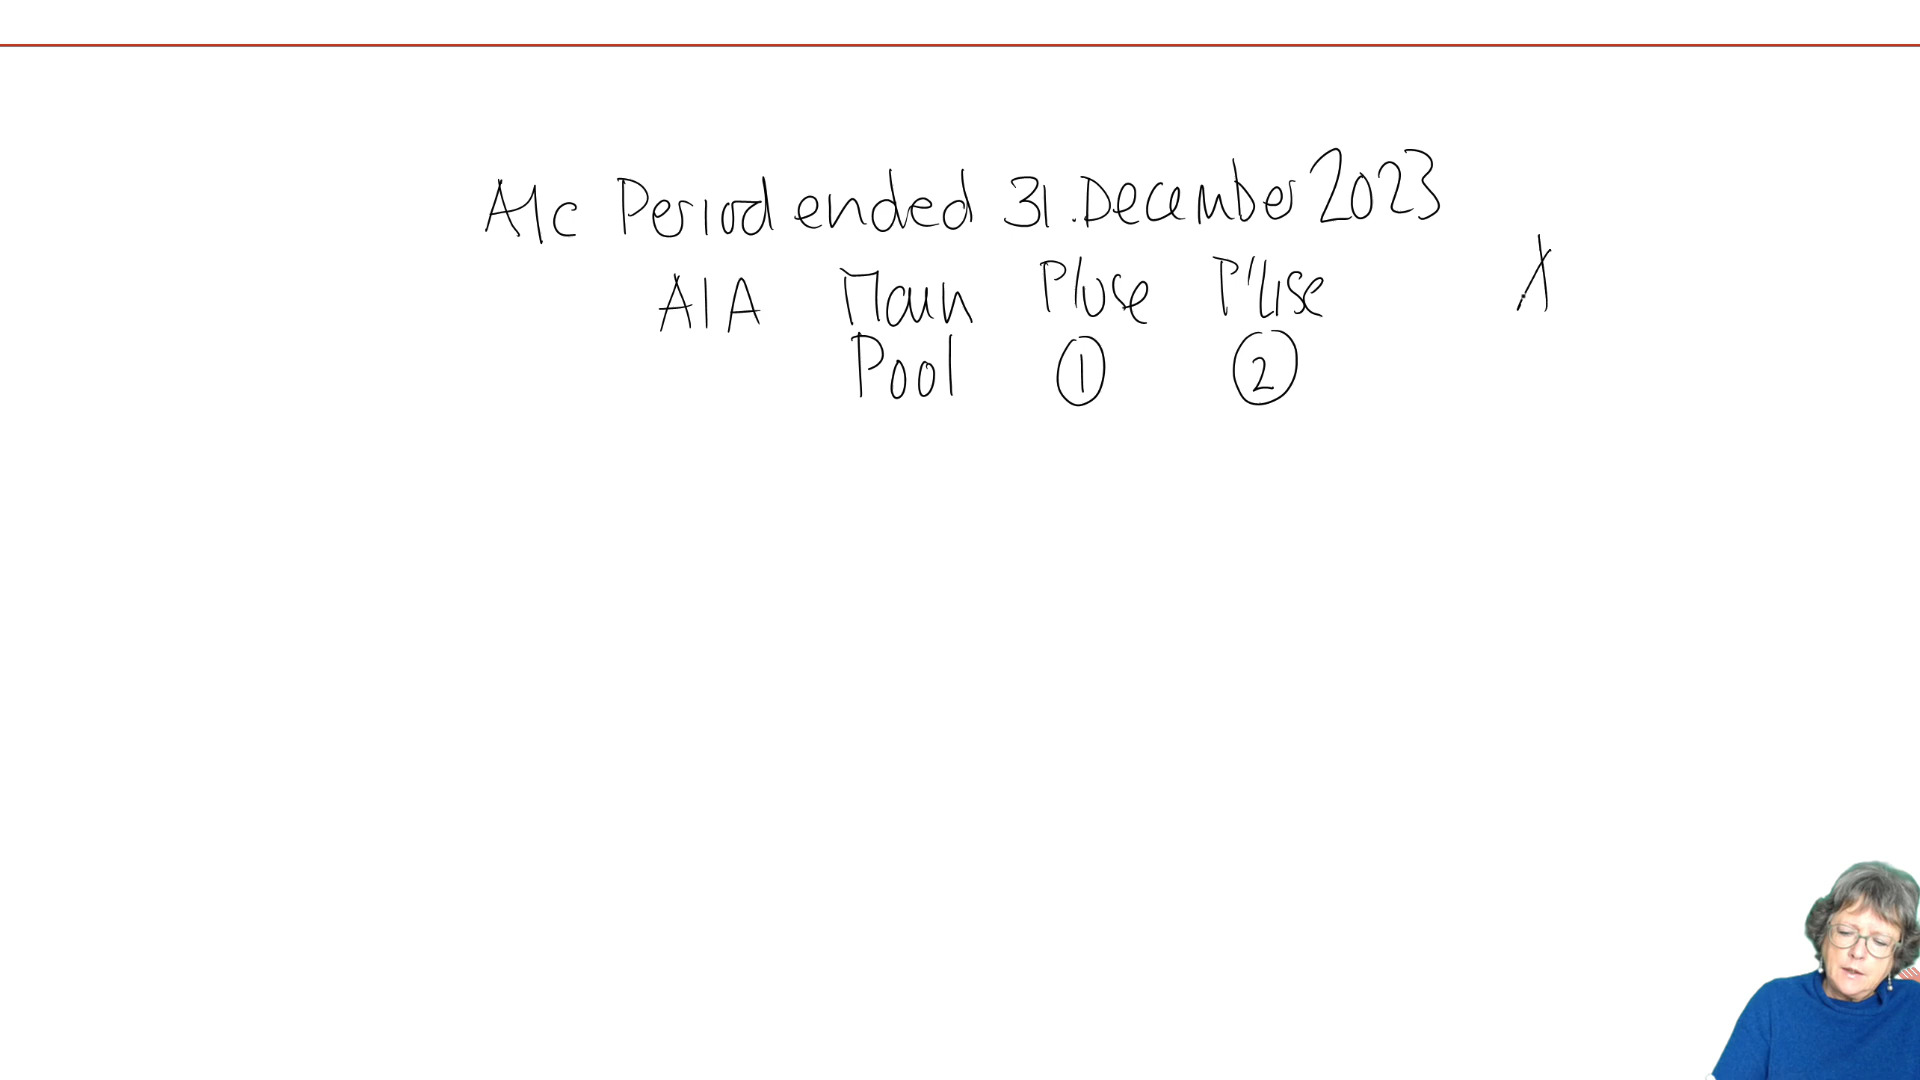 A/c Period ended 31 December 2023
AIA Main P/use P/use
Pool ① ②